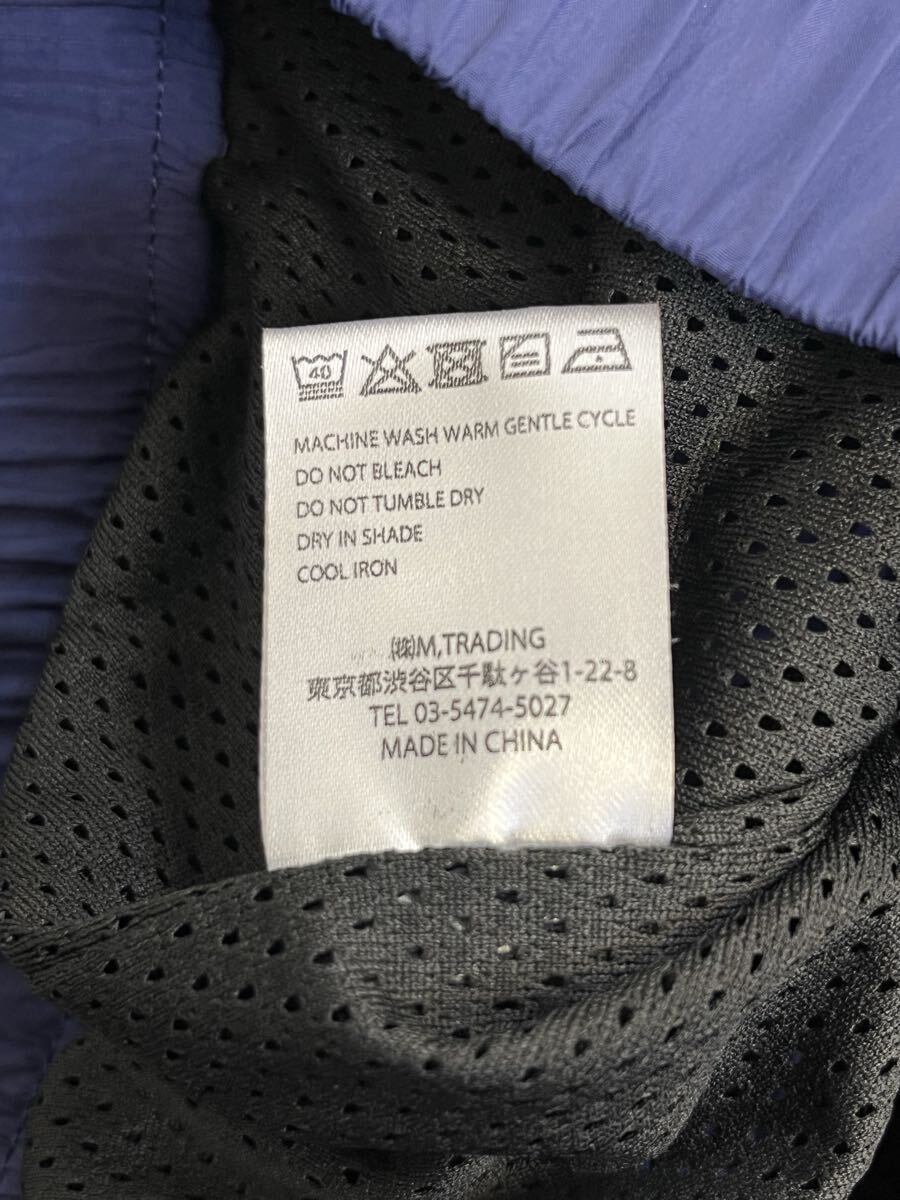 40
MACHINE WASH WARM GENTLE CYCLE
DO NOT BLEACH
DO NOT TUMBLE DRY
DRY IN SHADE
COOL IRON
㈱M,TRADING
東京都渋谷区千駄ヶ谷1-22-8
TEL 03-5474-5027
MADE IN CHINA